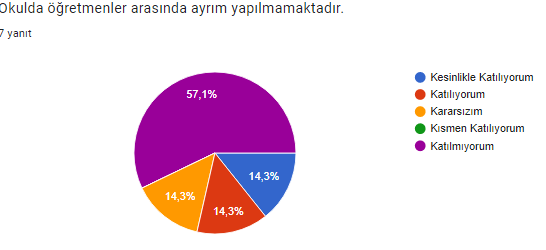 Okulda öğretmenler arasında ayrım yapılmamaktadır.
7 yanıt
57,1%
14,3%
14,3%
14,3%
Kesinlikle Katılıyorum
Katılıyorum
Kararsızım
Kısmen Katılıyorum
Katılmıyorum